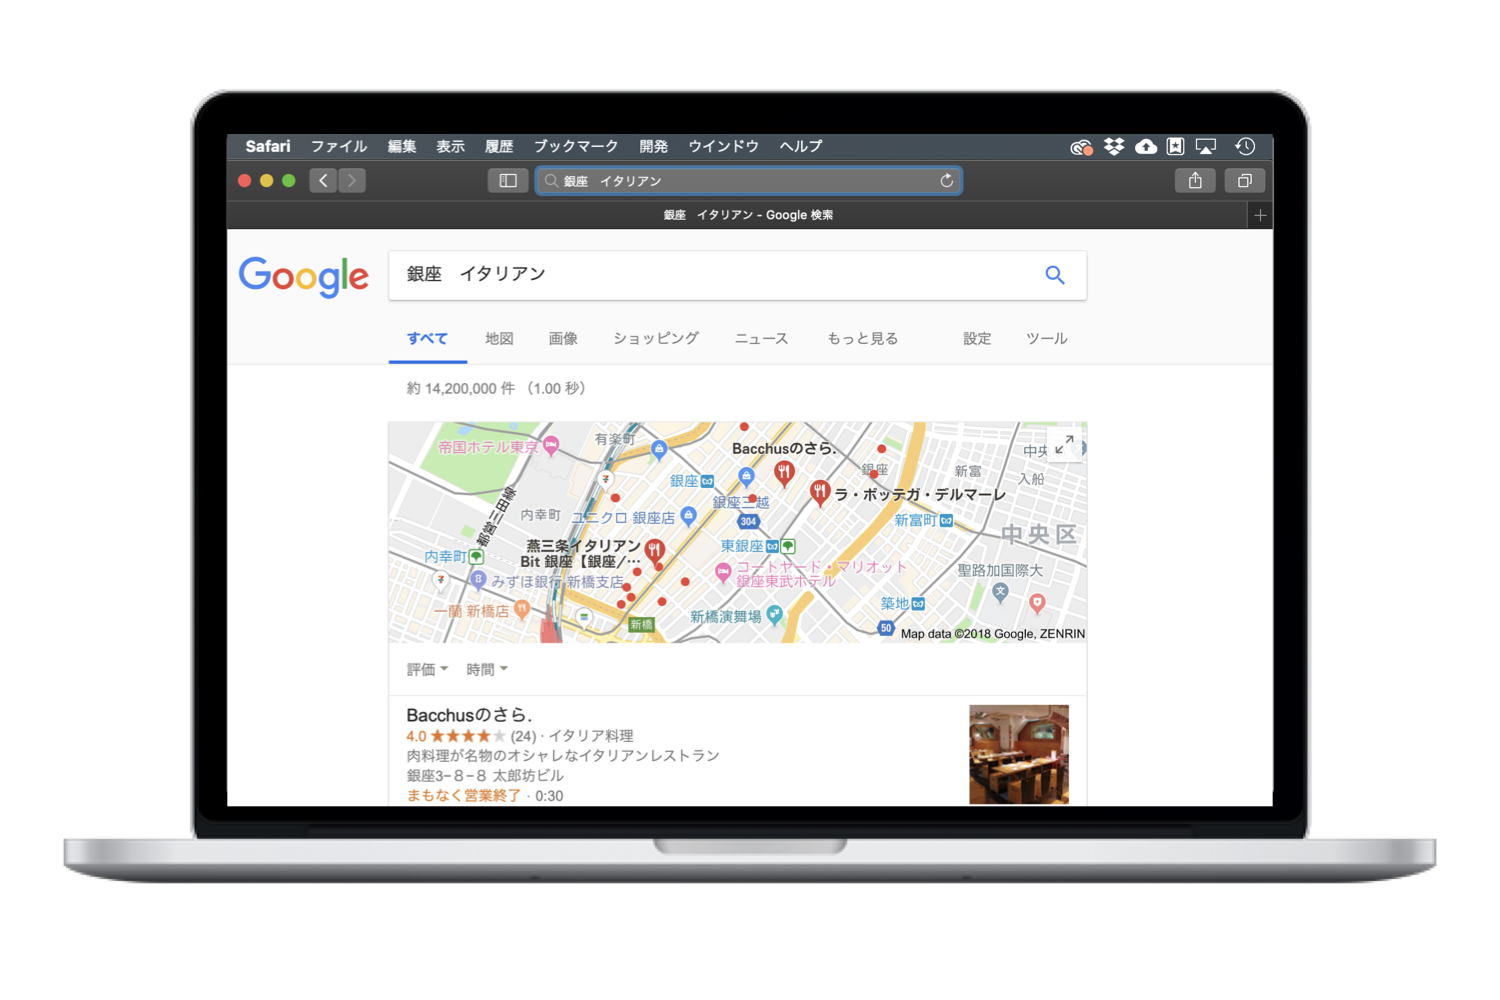 Safari ファイル 編集 表示 履歴 ブックマーク 開発 ウインドウ ヘルプ
銀座　イタリアン
銀座　イタリアン - Google 検索
Google
銀座　イタリアン
すべて 地図 画像 ショッピング ニュース もっと見る 設定 ツール
約 14,200,000 件 （1.00 秒）
帝国ホテル東京
有楽町
Bacchusのさら.
中央
銀座
銀座
新富
入船
都営三田線
銀座三越
ラ・ボッテガ・デルマーレ
内幸町
ユニクロ 銀座店
304
新富町
中央区
燕三条イタリアン
Bit 銀座【銀座/…
東銀座
内幸町
コートヤード・マリオット
銀座東武ホテル
聖路加国際大
みずほ銀行 新橋支店
一蘭 新橋店
新橋
新橋演舞場
築地
50
Map data ©2018 Google, ZENRIN
評価 時間
Bacchusのさら.
4.0 ★★★★★ (24) · イタリア料理
肉料理が名物のオシャレなイタリアンレストラン
銀座3−８−８ 太郎坊ビル
まもなく営業終了 · 0:30